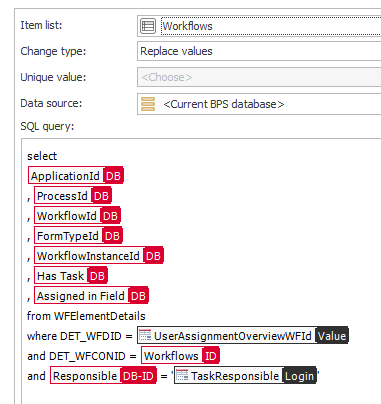 Item list: Workflows
Change type: Replace values
Unique value: <Choose>
Data source: <Current BPS database>
SQL query:
select
ApplicationId DB
, ProcessId DB
, WorkflowId DB
, FormTypeId DB
, WorkflowInstanceId DB
, Has Task DB
, Assigned in Field DB
from WFElementDetails
where DET_WFDID = UserAssignmentOverviewWFId Value
and DET_WFCONID = Workflows ID
and Responsible DB-ID = 'TaskResponsible Login'